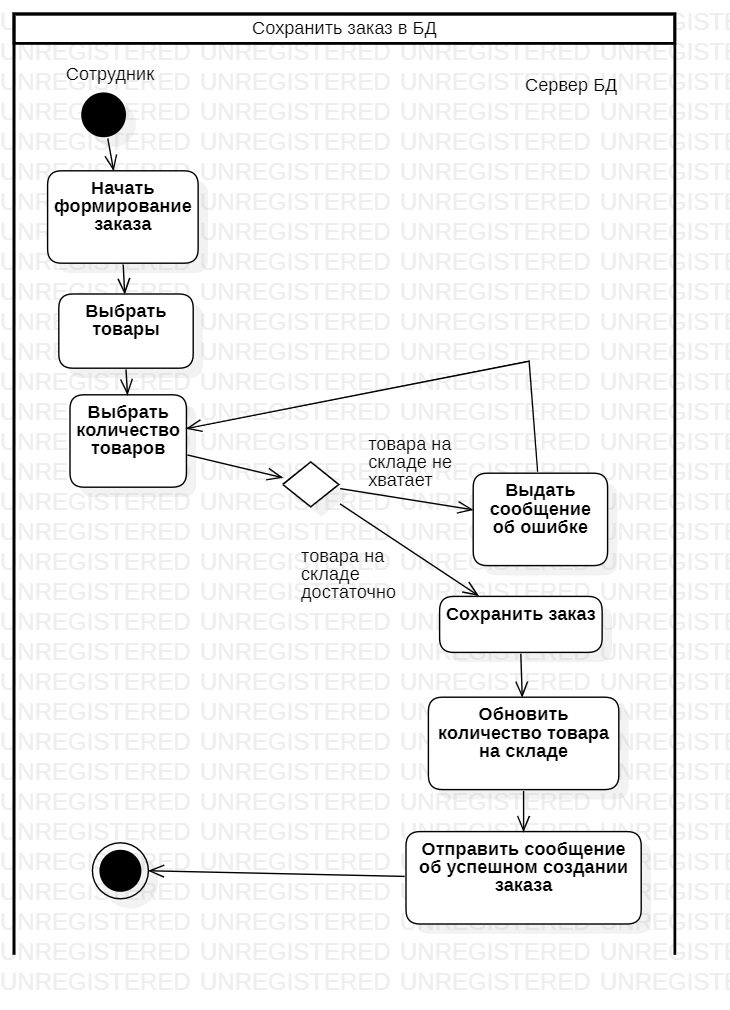 Сохранить заказ в БД
Сотрудник
Сервер БД
Начать
формирование
заказа
Выбрать
товары
Выбрать
количество
товаров
товара на
складе не
хватает
Выдать
сообщение
об ошибке
товара на
складе
достаточно
Сохранить заказ
Обновить
количество товара
на складе
Отправить сообщение
об успешном создании
заказа
UNREGISTERED